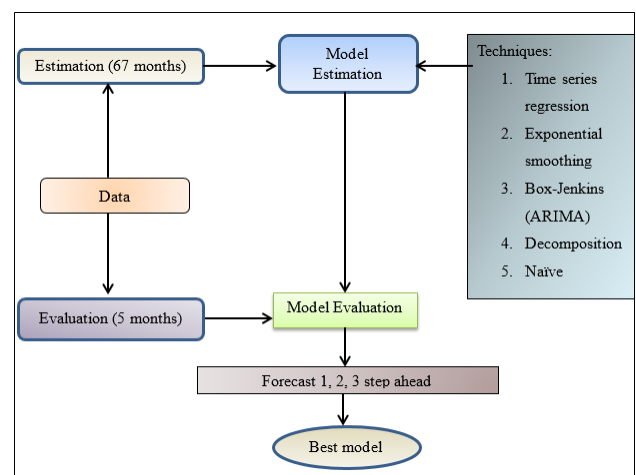 Estimation (67 months)
Model
Estimation
Techniques:
1. Time series
regression
2. Exponential
smoothing
3. Box-Jenkins
(ARIMA)
4. Decomposition
5. Naïve
Data
Evaluation (5 months)
Model Evaluation
Forecast 1, 2, 3 step ahead
Best model